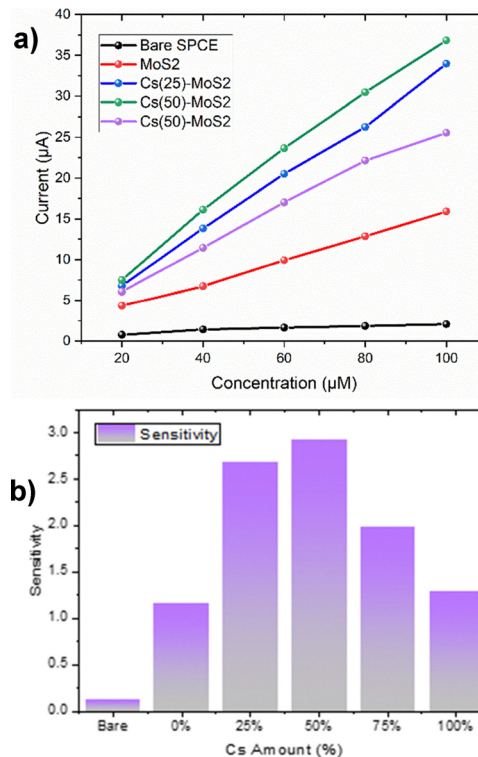 a)
40
35
30
25
20
15
10
5
0
Current (µA)
Bare SPCE
MoS2
Cs(25)-MoS2
Cs(50)-MoS2
Cs(50)-MoS2
20 40 60 80 100
Concentration (µM)
b)
3.0
2.5
2.0
1.5
1.0
0.5
0.0
Sensitivity
Sensitivity
Bare 0% 25% 50% 75% 100%
Cs Amount (%)